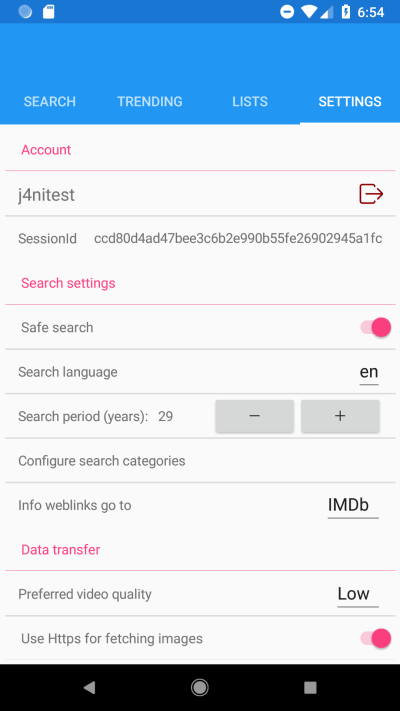 6:54
SEARCH TRENDING LISTS SETTINGS
Account
j4nitest
SessionId ccd80d4ad47bee3c6b2e990b55fe26902945a1fc
Search settings
Safe search
Search language en
Search period (years): 29 − +
Configure search categories
Info weblinks go to IMDb
Data transfer
Preferred video quality Low
Use Https for fetching images